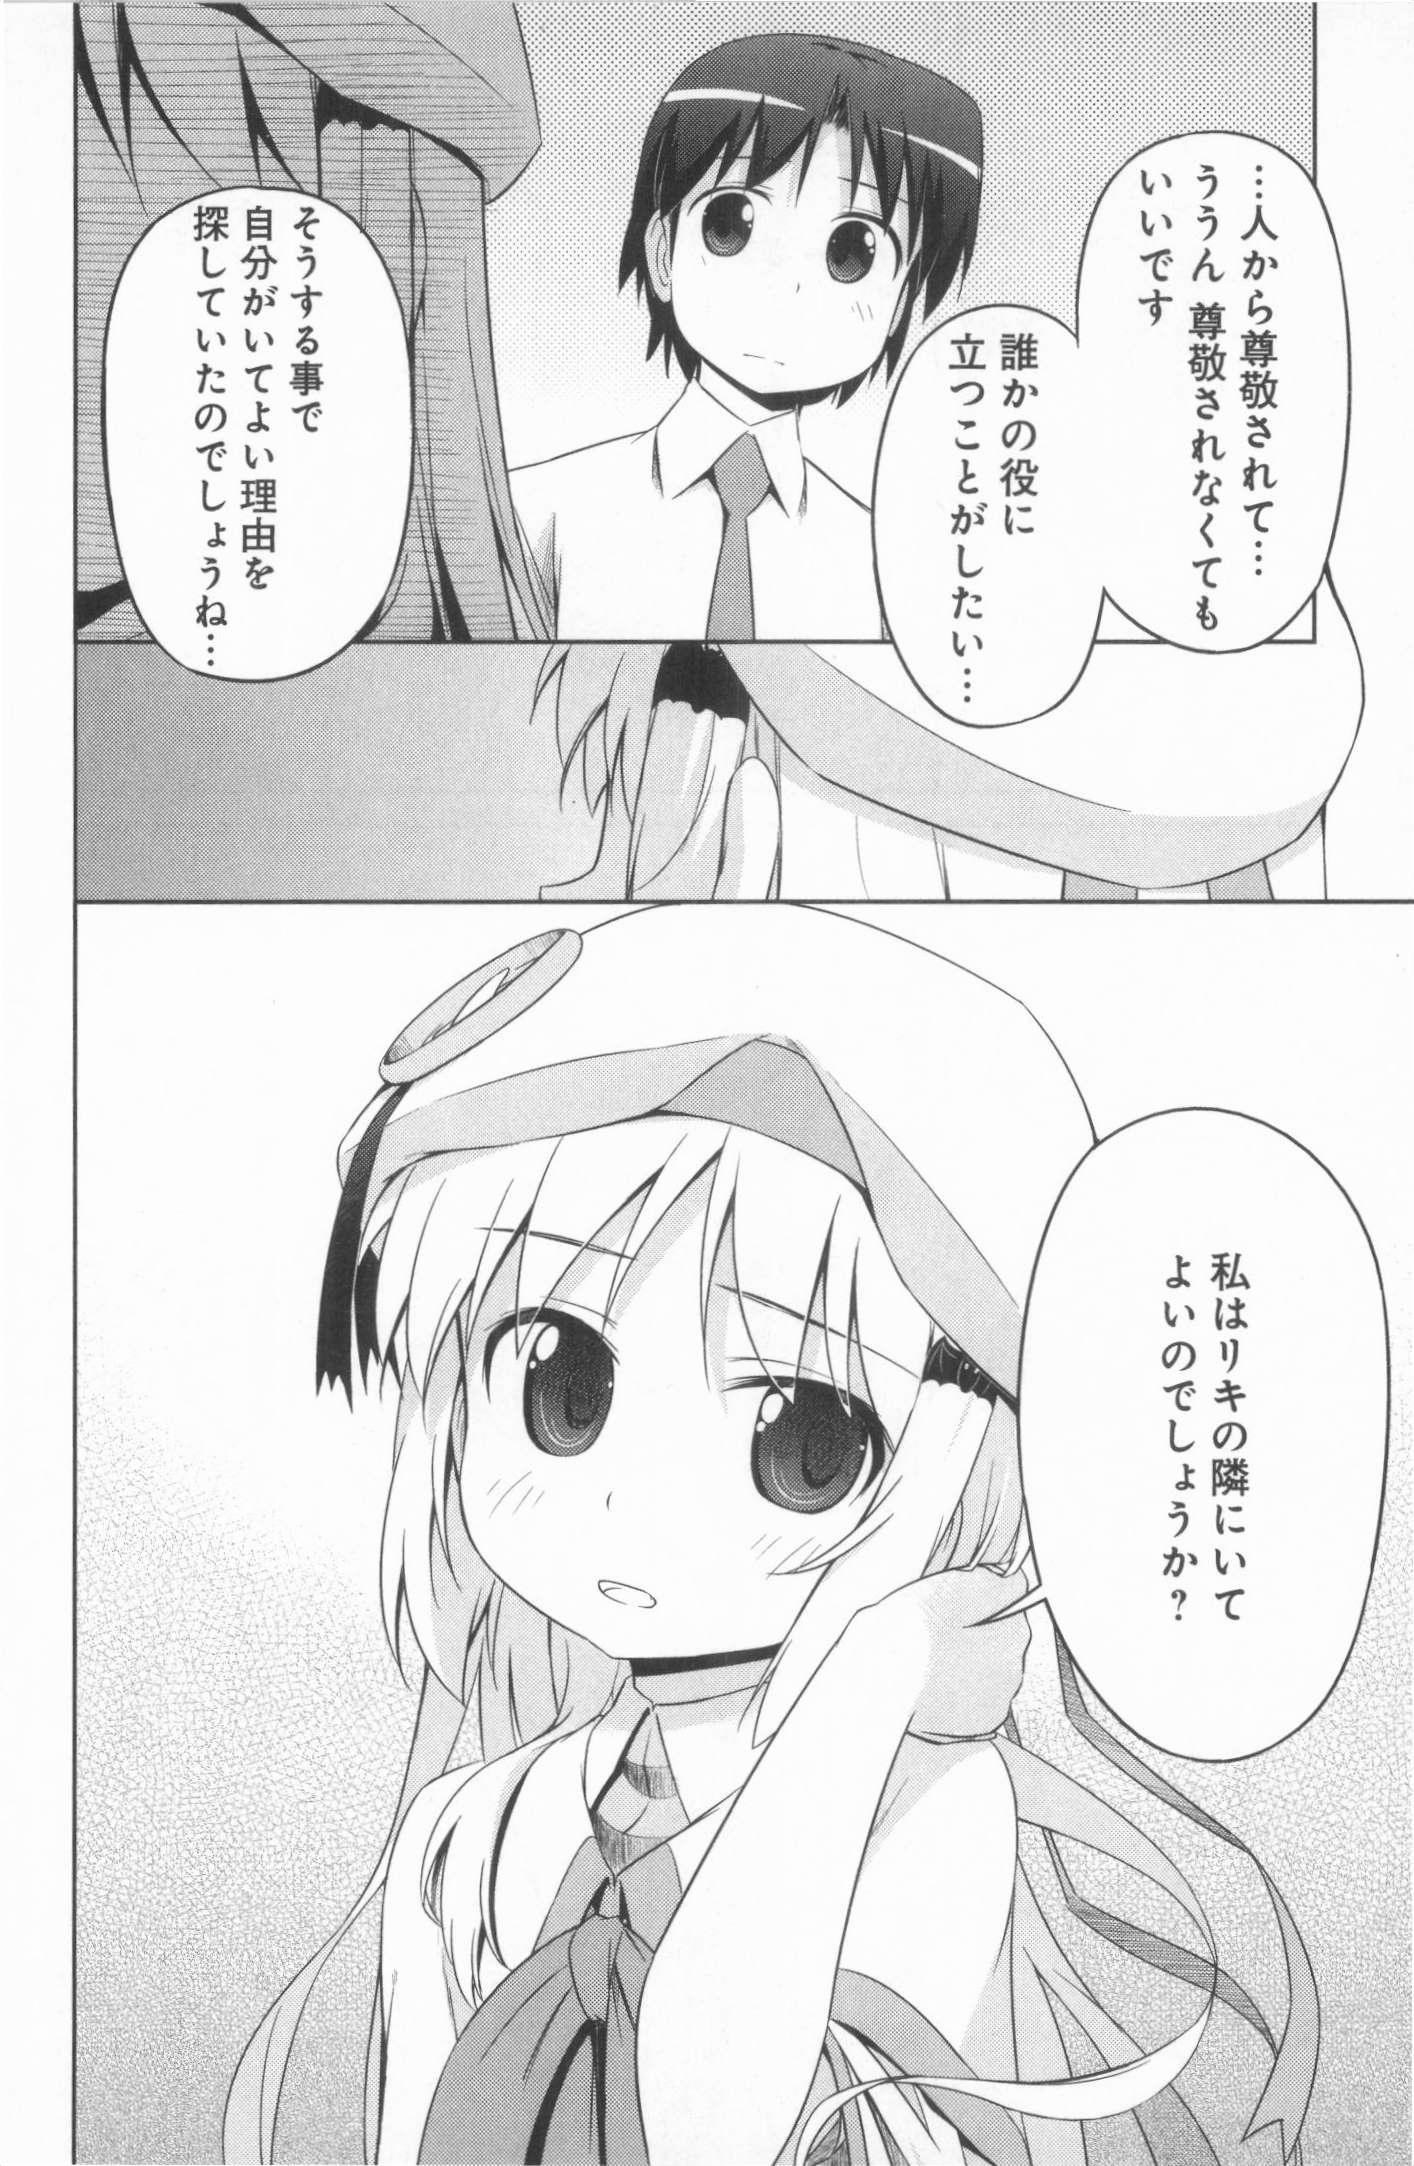 …人から尊敬されて…
ううん 尊敬されなくても
いいです
誰かの役に
立つことがしたい…
そうする事で
自分がいてよい理由を
探していたのでしょうね…
私はリキの隣にいて
よいのでしょうか?